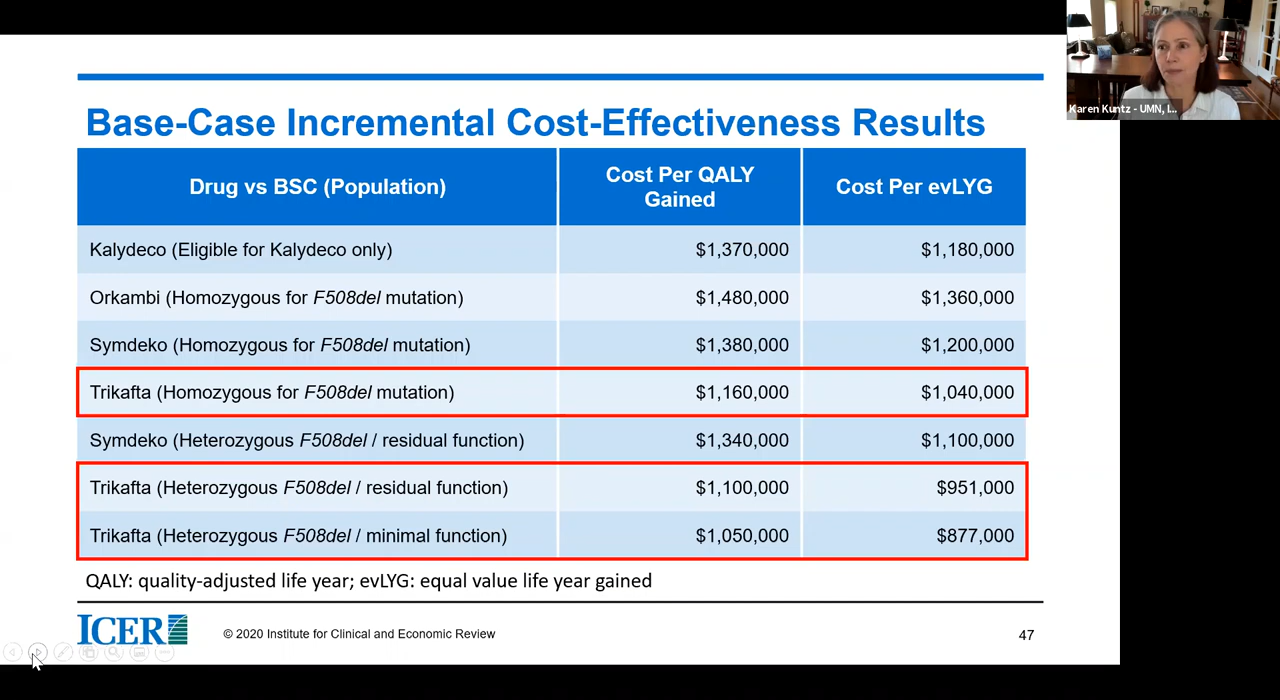 Karen Kuntz - UMN, I...
Base-Case Incremental Cost-Effectiveness Results
Drug vs BSC (Population) Cost Per QALY Gained Cost Per evLYG
Kalydeco (Eligible for Kalydeco only) $1,370,000 $1,180,000
Orkambi (Homozygous for F508del mutation) $1,480,000 $1,360,000
Symdeko (Homozygous for F508del mutation) $1,380,000 $1,200,000
Trikafta (Homozygous for F508del mutation) $1,160,000 $1,040,000
Symdeko (Heterozygous F508del / residual function) $1,340,000 $1,100,000
Trikafta (Heterozygous F508del / residual function) $1,100,000 $951,000
Trikafta (Heterozygous F508del / minimal function) $1,050,000 $877,000
QALY: quality-adjusted life year; evLYG: equal value life year gained
ICER © 2020 Institute for Clinical and Economic Review 47